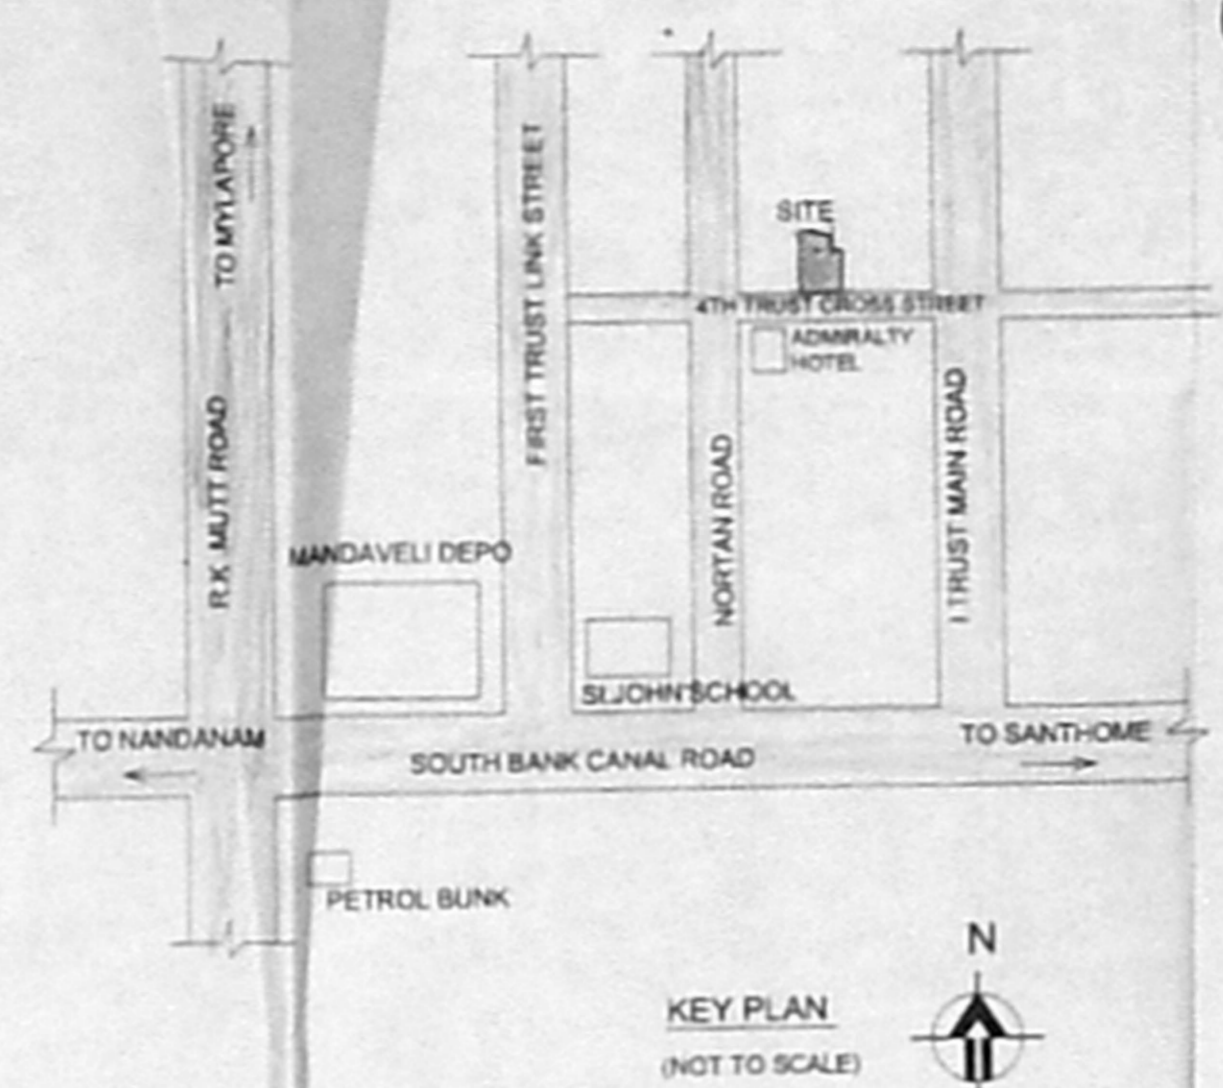 TO MYLAPORE
R.K. MUTT ROAD
FIRST TRUST LINK STREET
SITE
4TH TRUST CROSS STREET
ADMIRALTY
HOTEL
NORTAN ROAD
I TRUST MAIN ROAD
MANDAVELI DEPO
ST.JOHN'SCHOOL
TO NANDANAM
SOUTH BANK CANAL ROAD
TO SANTHOME
PETROL BUNK
N
KEY PLAN
(NOT TO SCALE)